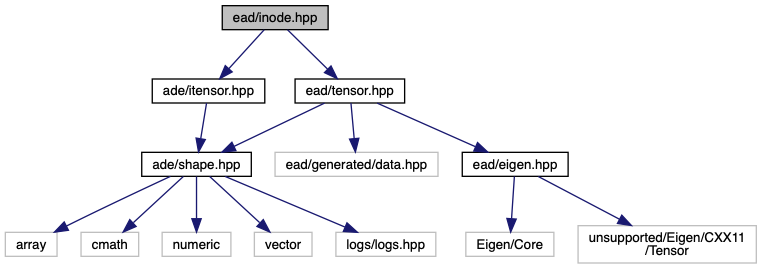 ead/inode.hpp
ade/itensor.hpp
ead/tensor.hpp
ade/shape.hpp
ead/generated/data.hpp
ead/eigen.hpp
array
cmath
numeric
vector
logs/logs.hpp
Eigen/Core
unsupported/Eigen/CXX11
/Tensor